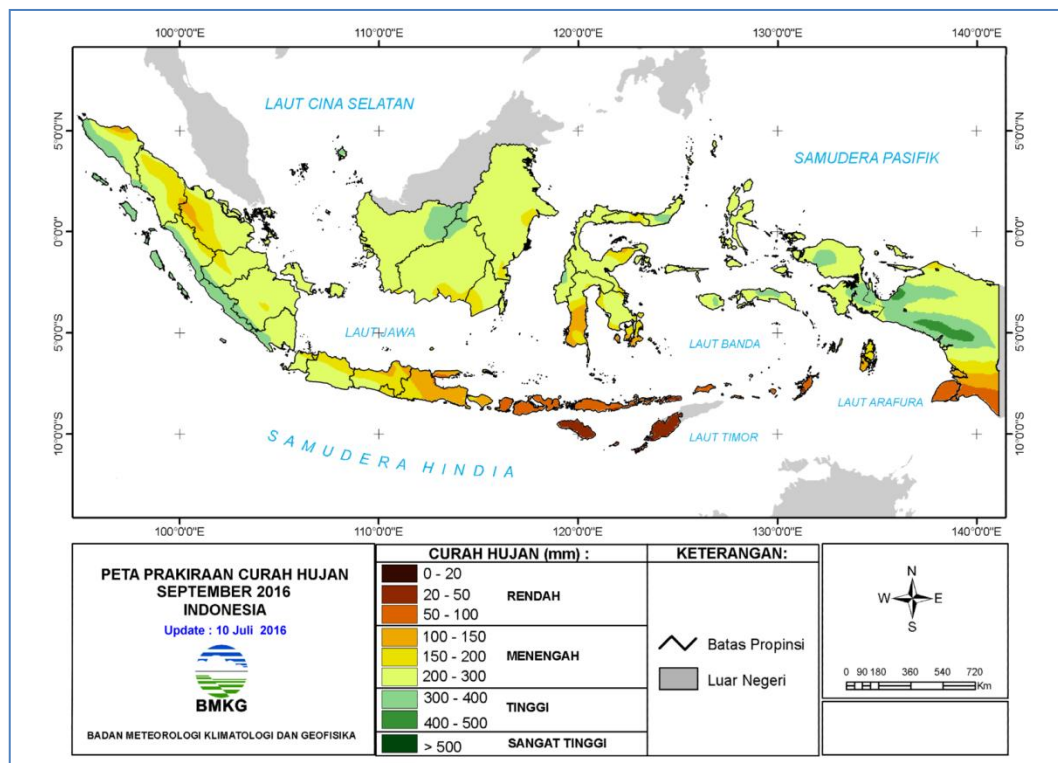 100°0'0"E
110°0'0"E
120°0'0"E
130°0'0"E
140°0'0"E
5°0'0"N
0°0'0"
5°0'0"S
10°0'0"S
5°0'0"N
0°0'0"
5°0'0"S
10°0'0"S
LAUT CINA SELATAN
SAMUDERA PASIFIK
LAUT JAWA
LAUT BANDA
LAUT ARAFURA
LAUT TIMOR
SAMUDERA HINDIA
100°0'0"E
110°0'0"E
120°0'0"E
130°0'0"E
140°0'0"E
PETA PRAKIRAAN CURAH HUJAN
SEPTEMBER 2016
INDONESIA
Update : 10 Juli 2016
BMKG
BADAN METEOROLOGI KLIMATOLOGI DAN GEOFISIKA
CURAH HUJAN (mm) :
0 - 20
20 - 50 RENDAH
50 - 100
100 - 150
150 - 200 MENENGAH
200 - 300
300 - 400 TINGGI
400 - 500
> 500 SANGAT TINGGI
KETERANGAN:
Batas Propinsi
Luar Negeri
N
W E
S
0 90 180 360 540 720
Km